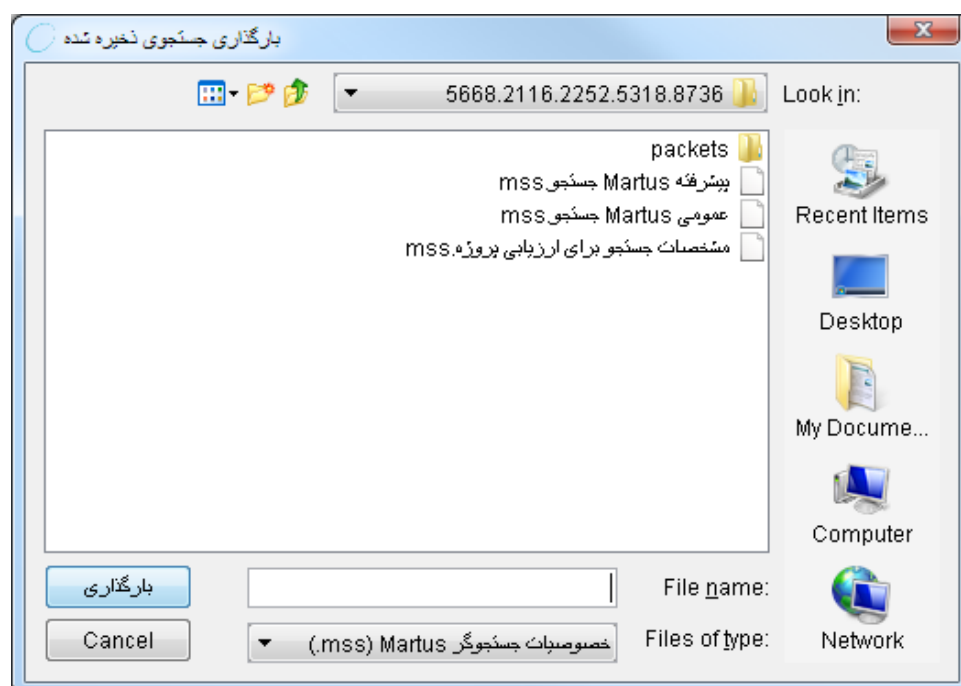 بارگذاری جستجوی ذخیره شده
Look in:
5668.2116.2252.5318.8736
packets
پیشرفته Martus جستجو.mss
عمومی Martus جستجو.mss
مشخصات جستجو برای ارزیابی پروژه.mss
Recent Items
Desktop
My Docume...
Computer
Network
File name:
بارگذاری
Files of type:
خصوصیات جستجوگر Martus (.mss)
Cancel